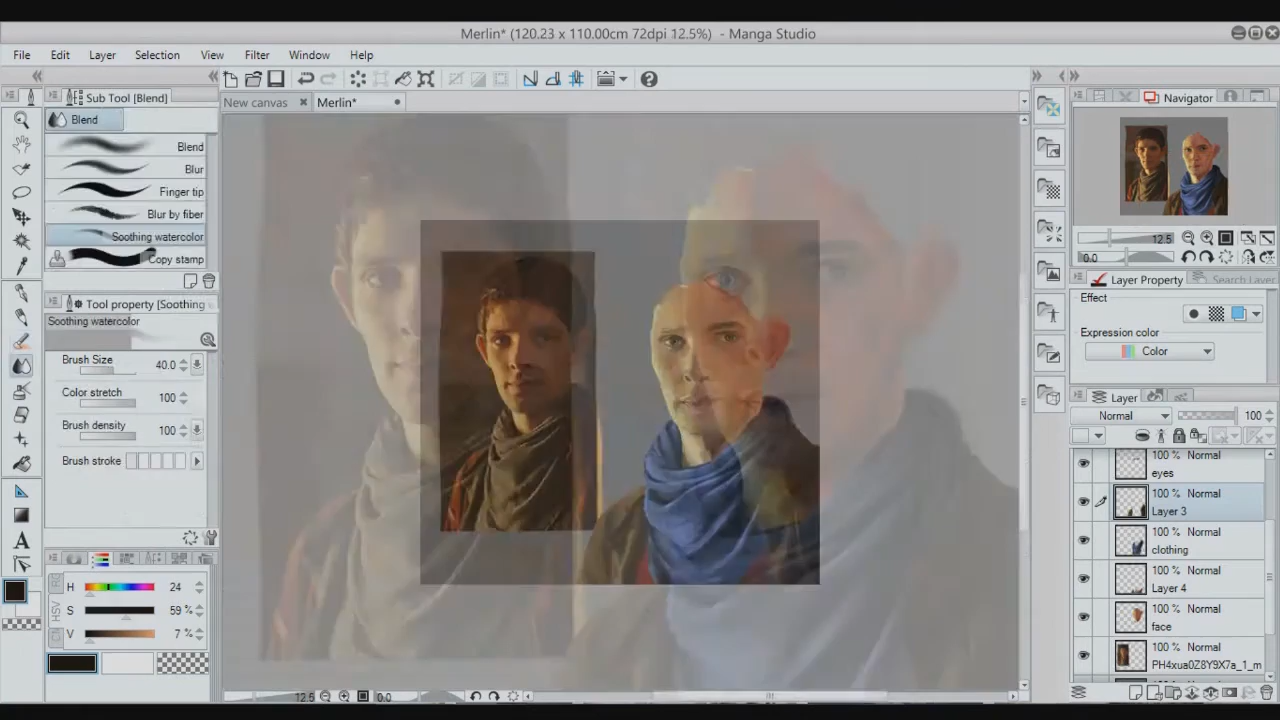 Merlin* (120.23 x 110.00cm 72dpi 12.5%) - Manga Studio
File Edit Layer Selection View Filter Window Help
Sub Tool [Blend]
New canvas Merlin*
Navigator
Blend
Blend
Blur
Finger tip
Blur by fiber
Soothing watercolor
Copy stamp
12.5
0.0
Tool property [Soothing
Soothing watercolor
Brush Size 40.0
Color stretch 100
Brush density 100
Brush stroke
Layer Property Search Layer
Effect
Expression color
Color
Layer
Normal 100
100 % Normal
eyes
100 % Normal
Layer 3
100 % Normal
clothing
100 % Normal
Layer 4
100 % Normal
face
100 % Normal
PH4xua0Z8Y9X7a_1_m
HSV
H 24
S 59 %
V 7 %
A
12.5 0.0